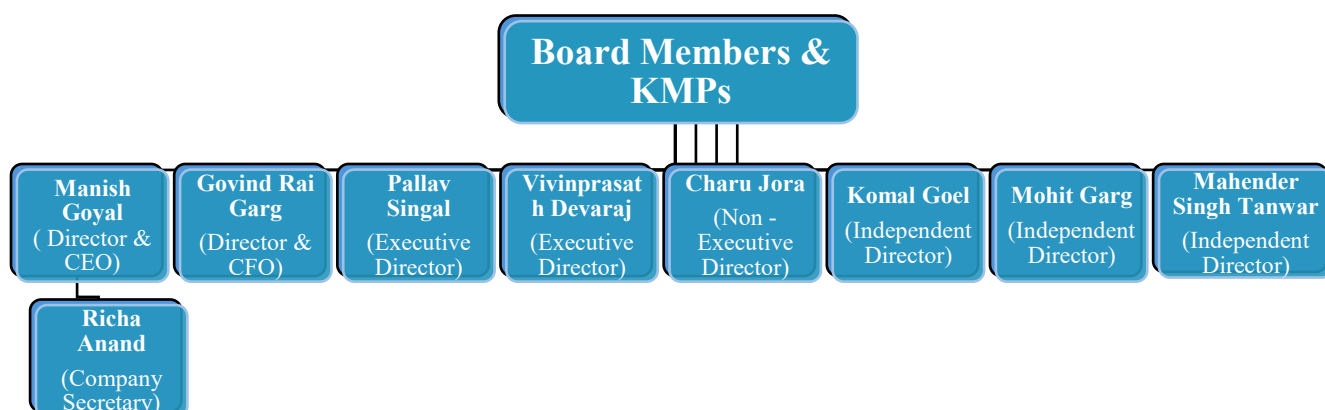 Board Members &
KMPs
Manish
Goyal
( Director &
CEO)
Govind Rai
Garg
(Director &
CFO)
Pallav
Singal
(Executive
Director)
Vivinprasat
h Devaraj
(Executive
Director)
Charu Jora
(Non -
Executive
Director)
Komal Goel
(Independent
Director)
Mohit Garg
(Independent
Director)
Mahender
Singh Tanwar
(Independent
Director)
Richa
Anand
(Company
Secretary)